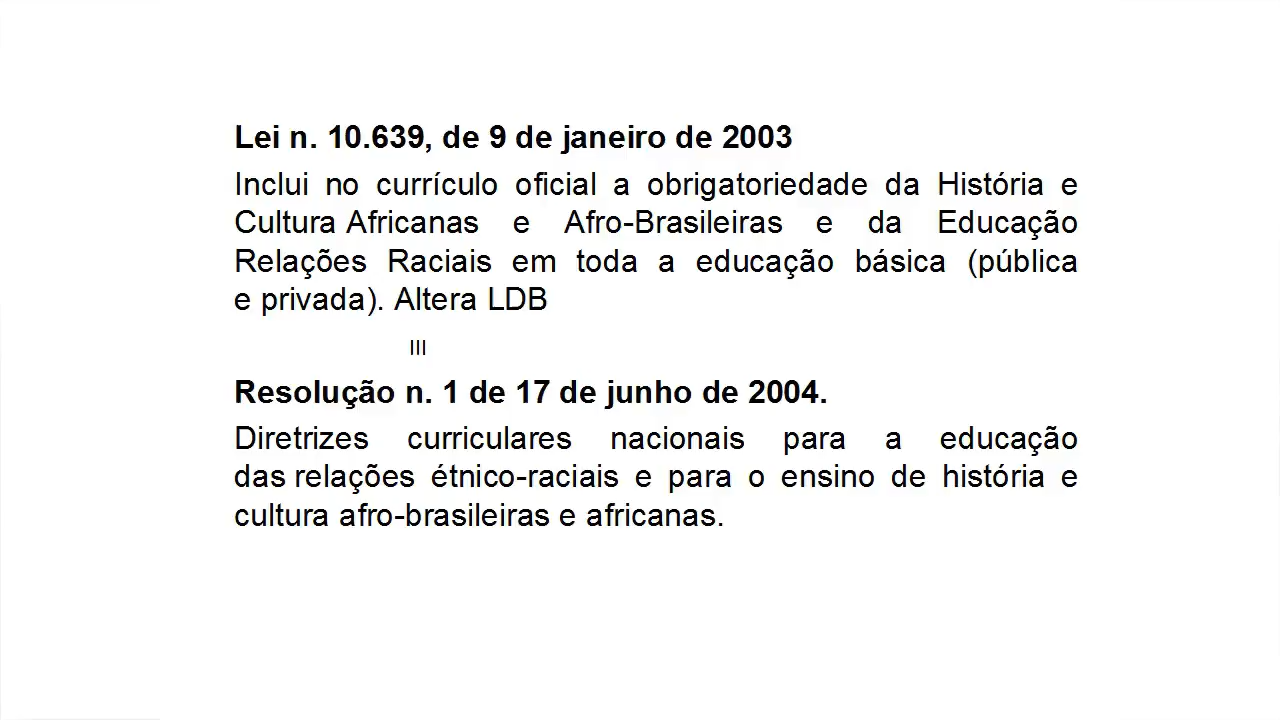 Lei n. 10.639, de 9 de janeiro de 2003
Inclui no currículo oficial a obrigatoriedade da História e
Cultura Africanas e Afro-Brasileiras e da Educação
Relações Raciais em toda a educação básica (pública
e privada). Altera LDB
III
Resolução n. 1 de 17 de junho de 2004.
Diretrizes curriculares nacionais para a educação
das relações étnico-raciais e para o ensino de história e
cultura afro-brasileiras e africanas.